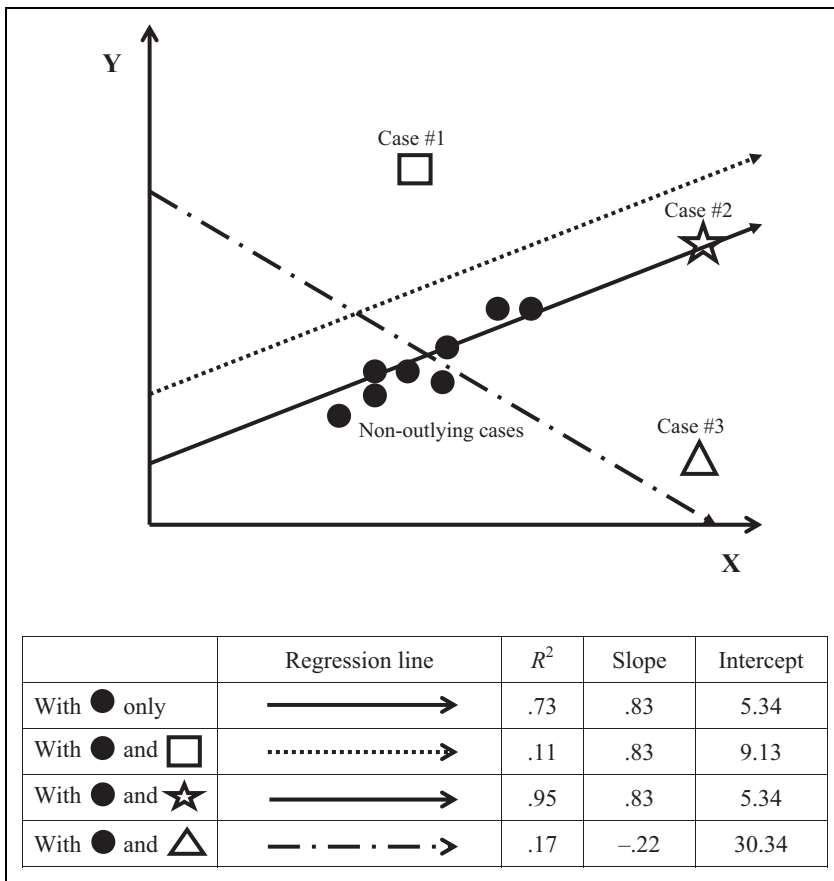 Y
Case #1
Case #2
Non-outlying cases
Case #3
X
Regression line R² Slope Intercept
With ● only .73 .83 5.34
With ● and □ .11 .83 9.13
With ● and ☆ .95 .83 5.34
With ● and △ .17 –.22 30.34